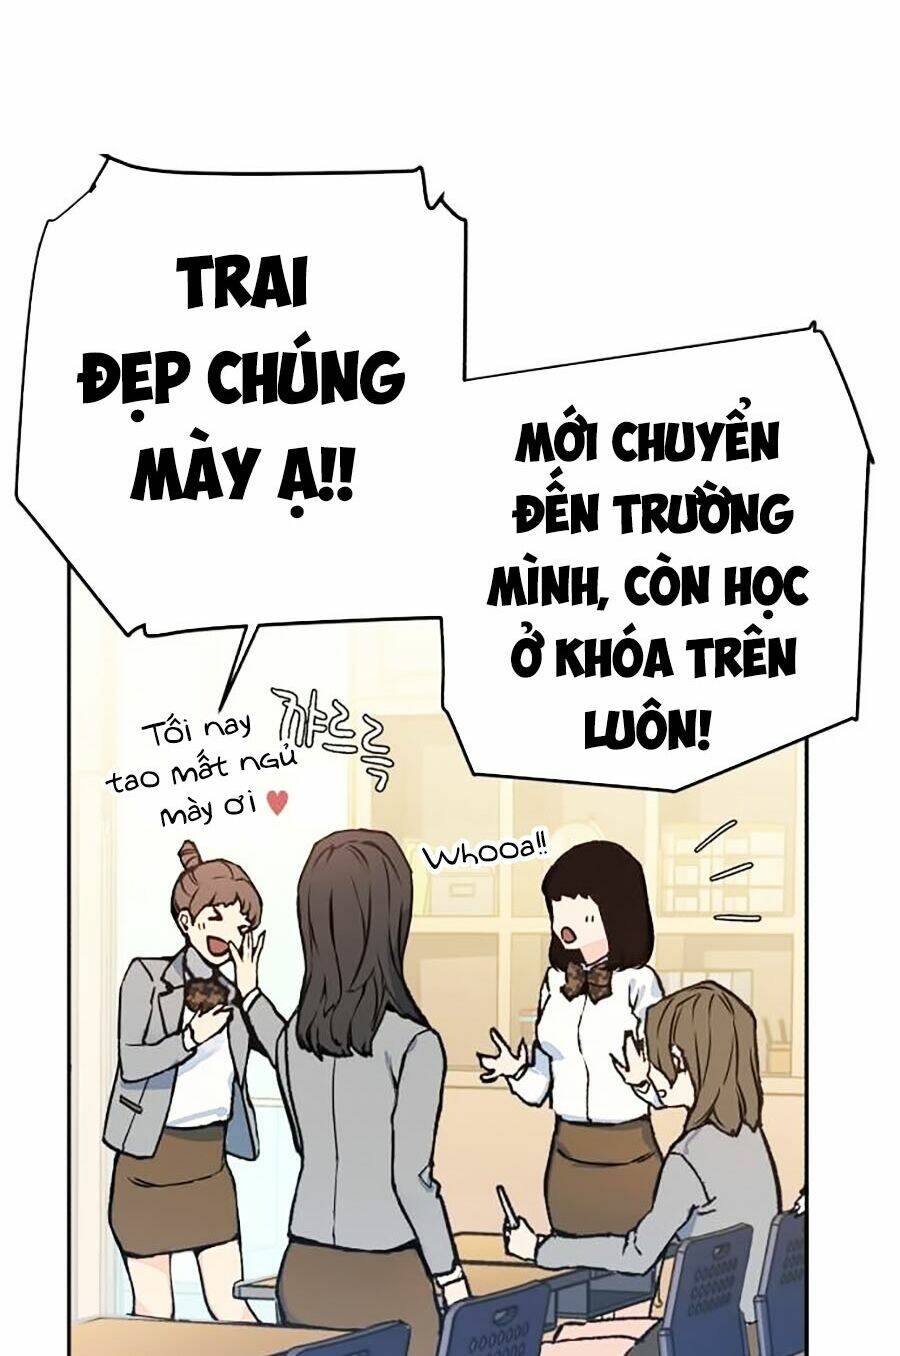 TRAI
ĐẸP CHÚNG
MÀY Ạ!!
MỚI CHUYỂN
ĐẾN TRƯỜNG
MÌNH, CÒN HỌC
Ở KHÓA TRÊN
LUÔN!
Tối nay
tao mất ngủ
mày ơi ♥
꺄르륵
Whooa!!